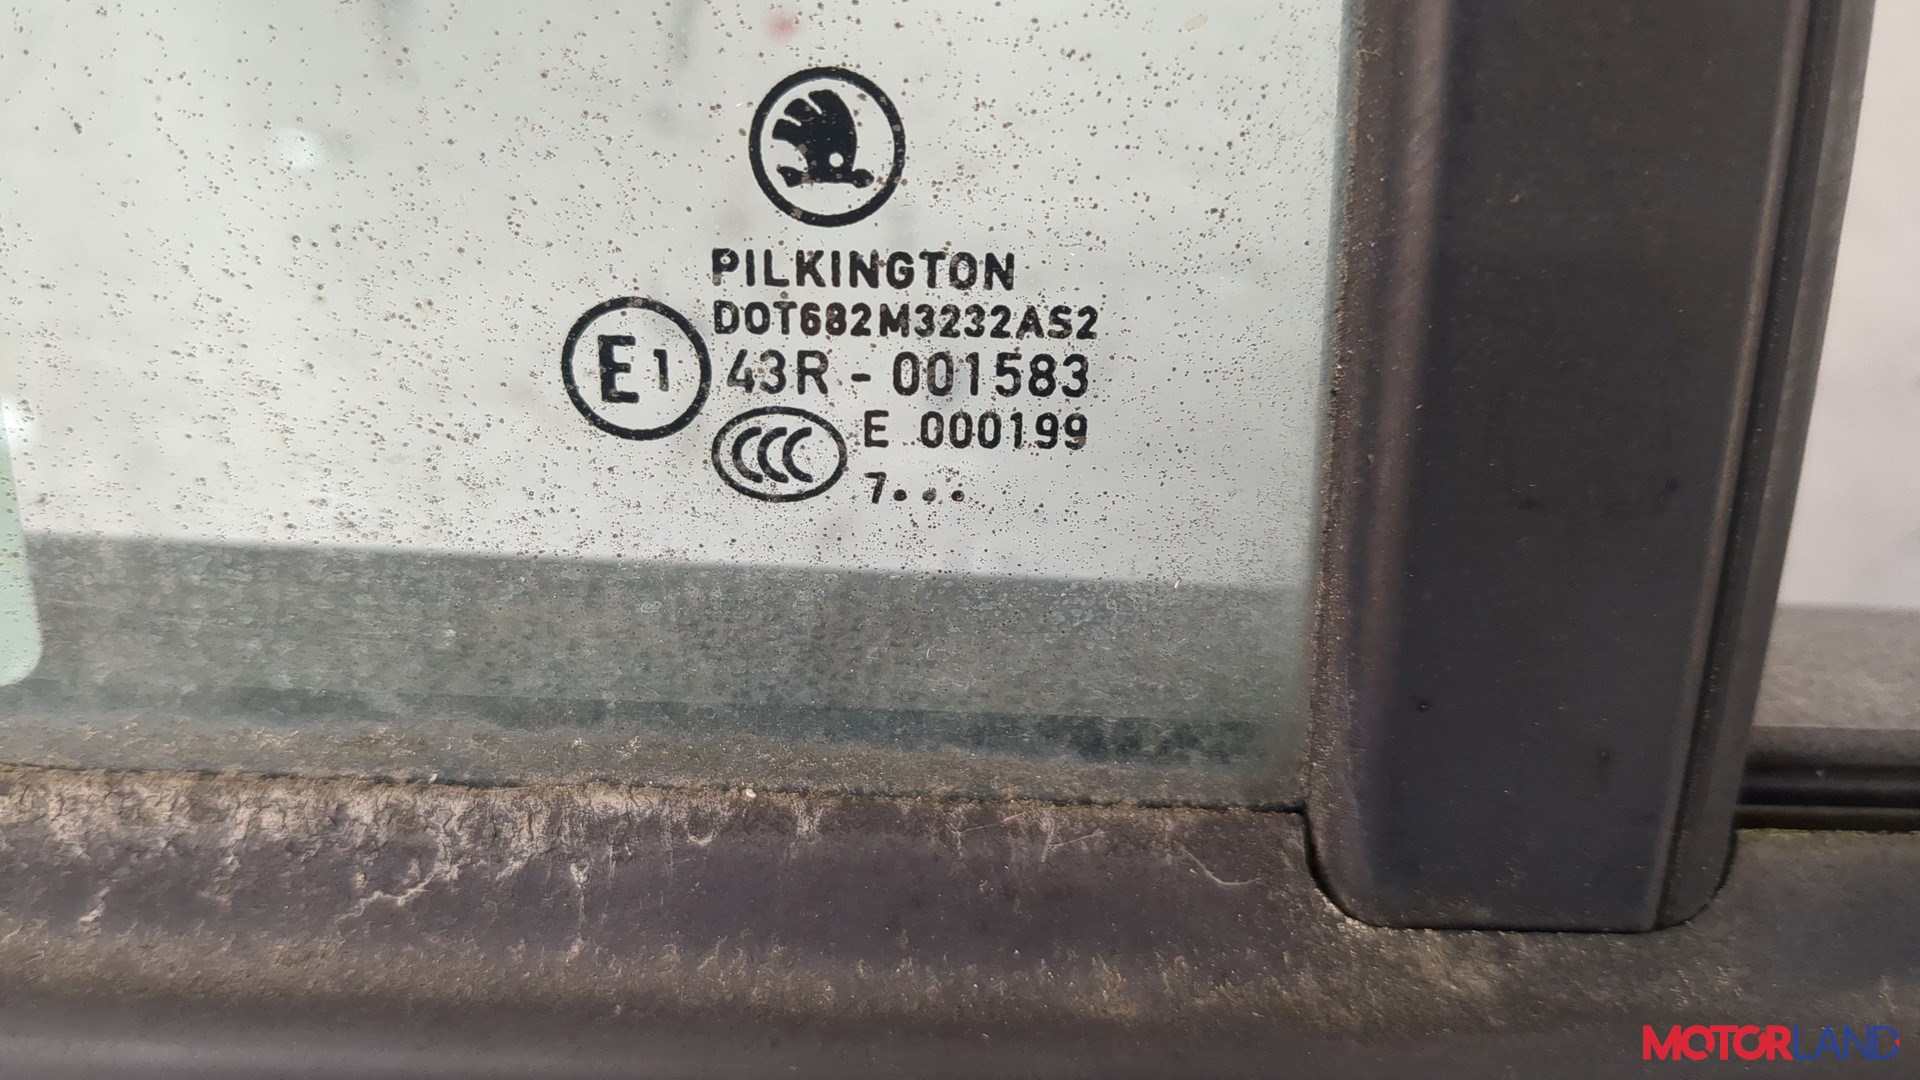 PILKINGTON
DOT682M3232AS2
E1 43R - 001583
CCC E 000199
7...
MOTORLAND